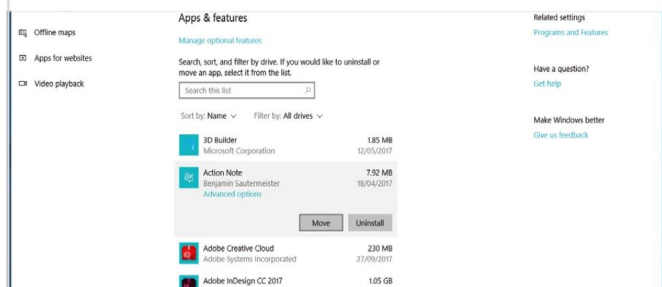 Offline maps
Apps for websites
Video playback
Apps & features
Manage optional features
Search, sort, and filter by drive. If you would like to uninstall or
move an app, select it from the list.
Search this list
Sort by: Name Filter by: All drives
3D Builder 1.85 MB
Microsoft Corporation 12/05/2017
Action Note 7.92 MB
Benjamin Sautermeister 18/04/2017
Advanced options
Move Uninstall
Adobe Creative Cloud 230 MB
Adobe Systems Incorporated 27/09/2017
Adobe InDesign CC 2017 1.05 GB
Related settings
Programs and Features
Have a question?
Get help
Make Windows better
Give us feedback